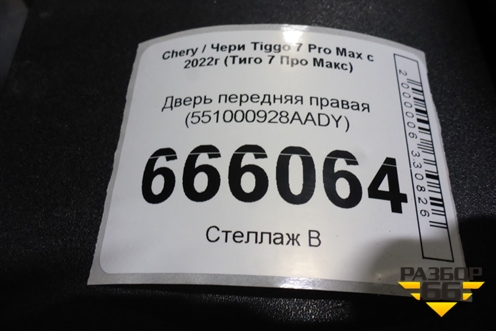 Chery / Чери Tiggo 7 Pro Max с
2022г (Тиго 7 Про Макс)
Дверь передняя правая
(551000928AADY)
666064
Стеллаж В
2000006330826
РАЗБОР
66